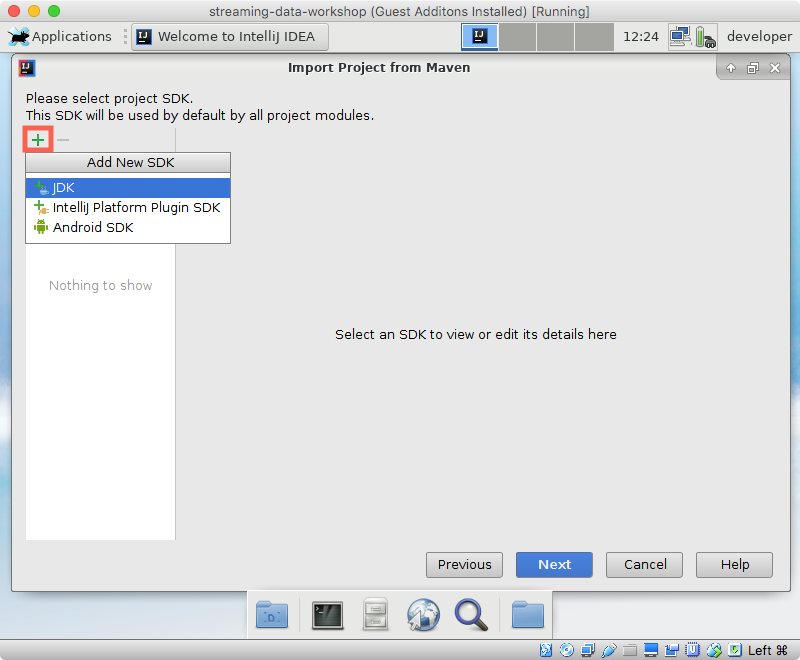 streaming-data-workshop (Guest Additons Installed) [Running]
Applications
Welcome to IntelliJ IDEA
12:24
developer
Import Project from Maven
Please select project SDK.
This SDK will be used by default by all project modules.
Add New SDK
JDK
IntelliJ Platform Plugin SDK
Android SDK
Nothing to show
Select an SDK to view or edit its details here
Previous
Next
Cancel
Help
Left ⌘